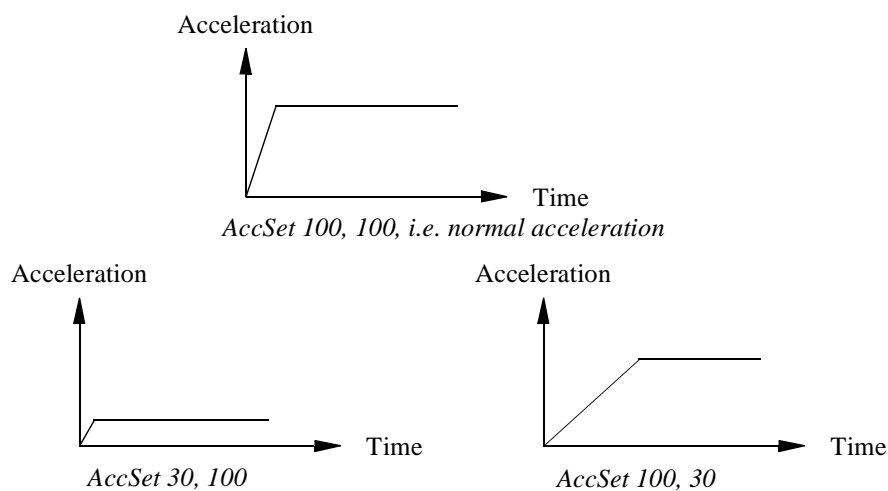 Acceleration
Time
AccSet 100, 100, i.e. normal acceleration
Acceleration
Time
AccSet 30, 100
Acceleration
Time
AccSet 100, 30